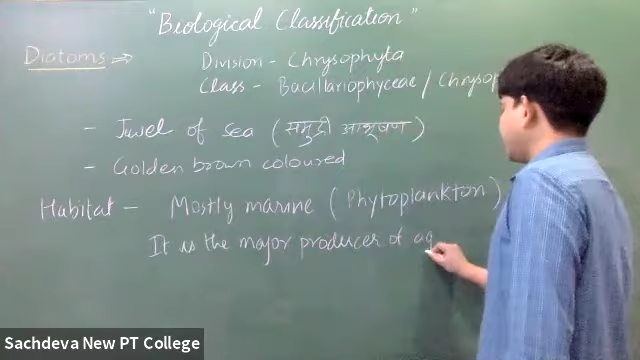 "Biological Classification"
Diatoms ⇒ Division - Chrysophyta
Class - Bacillariophyceae / Chrysop
- Jwel of Sea (समुद्री आभूषण)
- Golden brown coloured
Habitat - Mostly marine (Phytoplankton)
It is the major producer of aq
Sachdeva New PT College